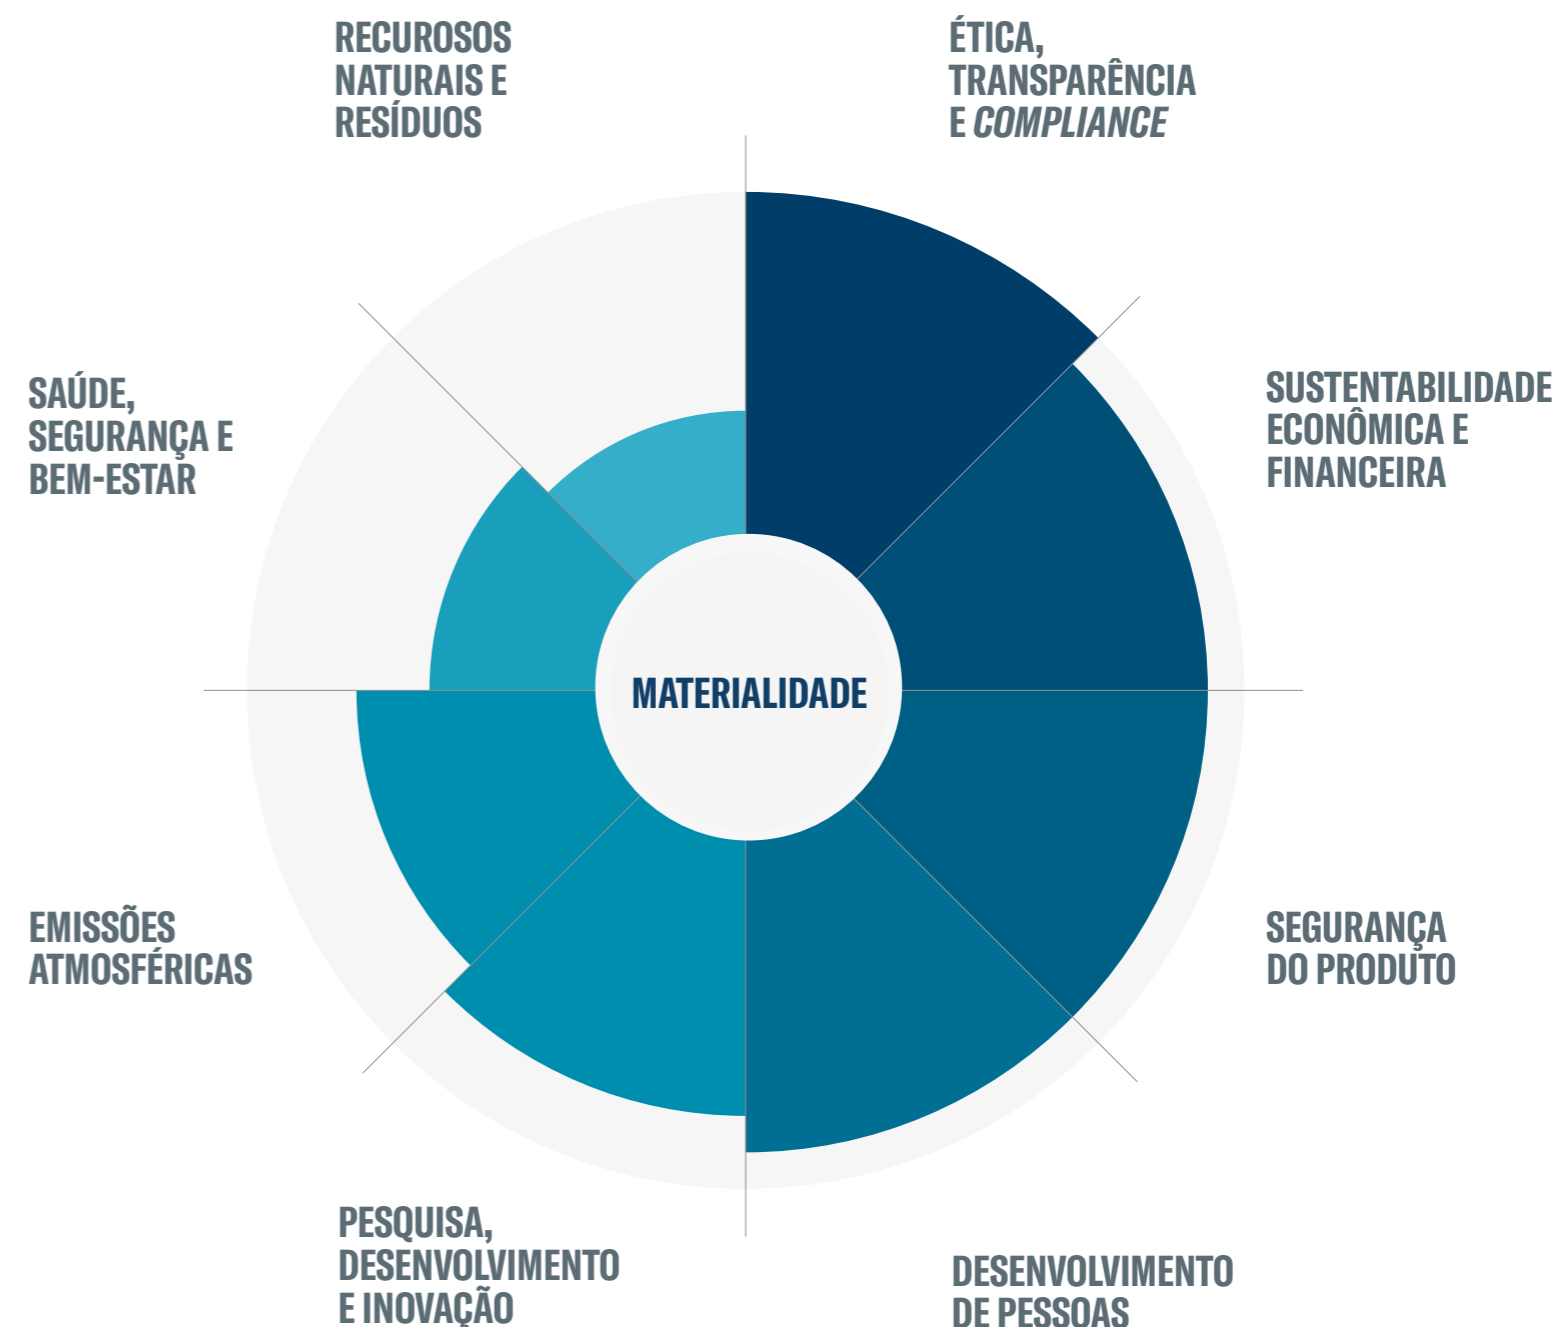 RECUROSOS
NATURAIS E
RESÍDUOS
ÉTICA,
TRANSPARÊNCIA
E COMPLIANCE
SAÚDE,
SEGURANÇA E
BEM-ESTAR
SUSTENTABILIDADE
ECONÔMICA E
FINANCEIRA
MATERIALIDADE
EMISSÕES
ATMOSFÉRICAS
SEGURANÇA
DO PRODUTO
PESQUISA,
DESENVOLVIMENTO
E INOVAÇÃO
DESENVOLVIMENTO
DE PESSOAS